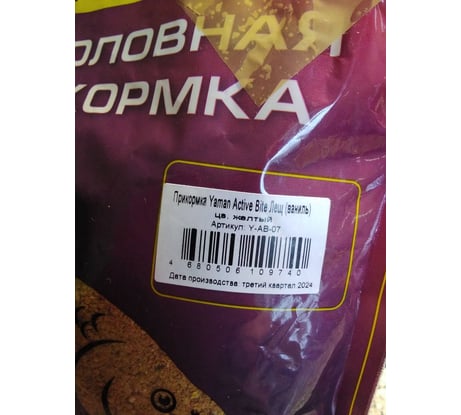 ОЛОВНАЯ
КОРМКА
Прикормка Yaman Active Bite Лещ (ваниль)
цв. желтый
Артикул: Y-AB-07
4 680506 109740
Дата производства: третий квартал 2024